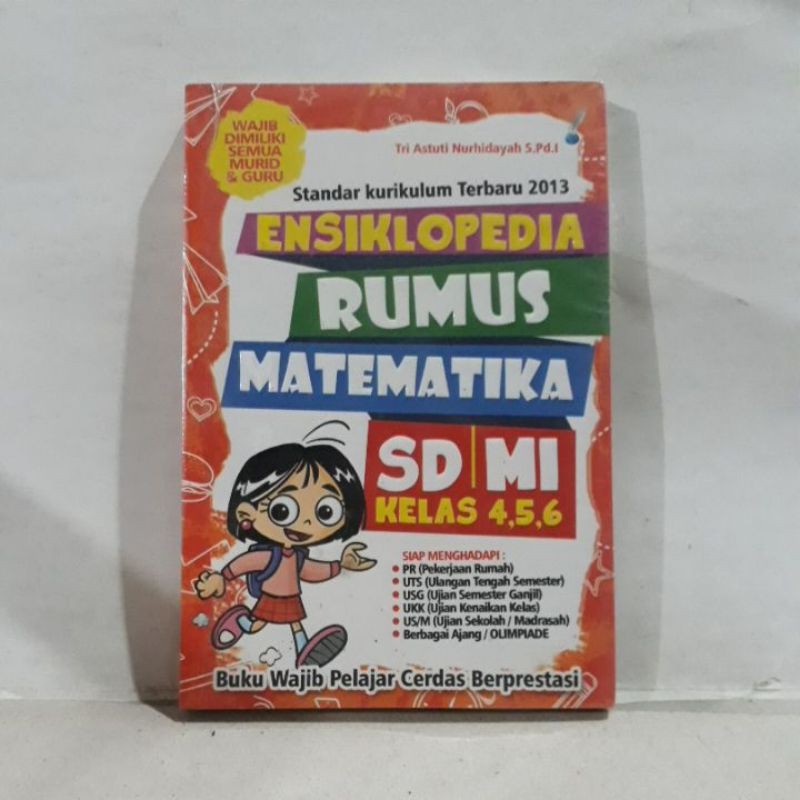 WAJIB
DIMILIKI
SEMUA
MURID
& GURU
Tri Astuti Nurhidayah S.Pd.I
Standar kurikulum Terbaru 2013
ENSIKLOPEDIA
RUMUS
MATEMATIKA
SD MI
KELAS 4,5,6
SIAP MENGHADAPI :
• PR (Pekerjaan Rumah)
• UTS (Ulangan Tengah Semester)
• USG (Ujian Semester Ganjil)
• UKK (Ujian Kenaikan Kelas)
• US/M (Ujian Sekolah / Madrasah)
• Berbagai Ajang / OLIMPIADE
Buku Wajib Pelajar Cerdas Berprestasi